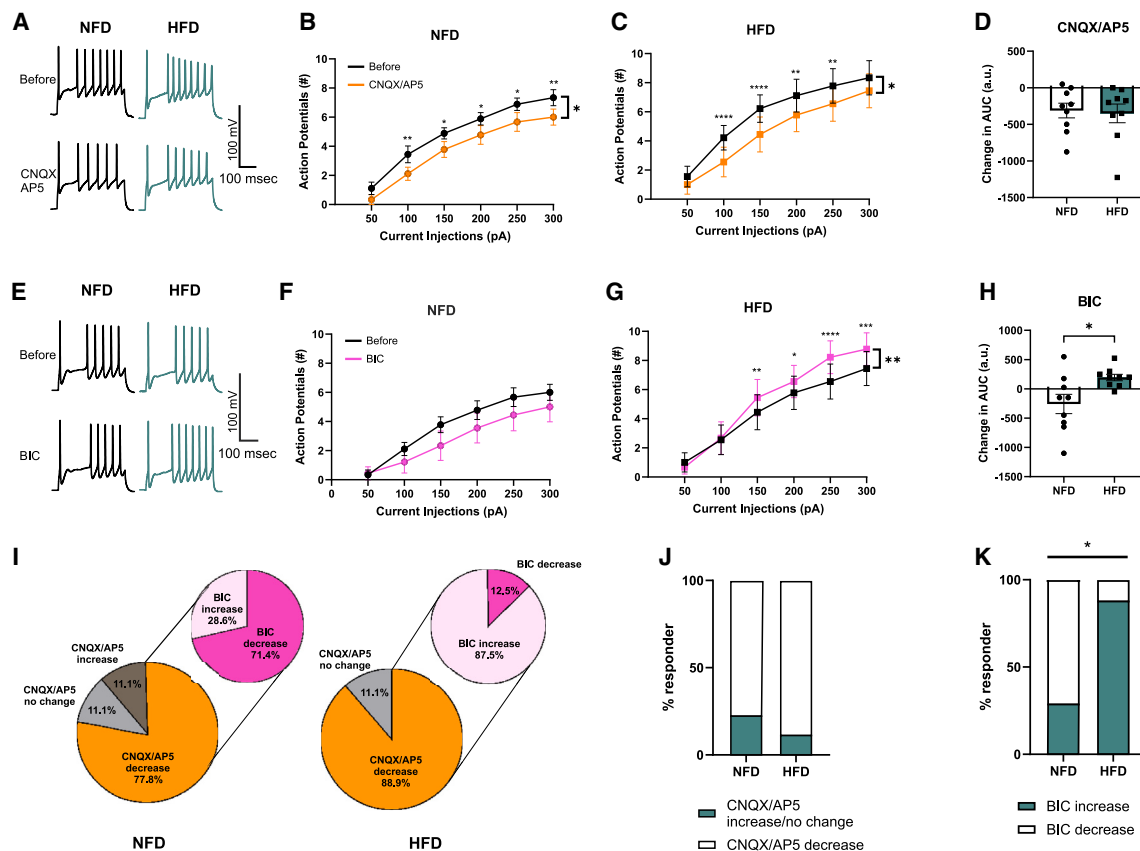 A
NFD
HFD
Before
CNQX
AP5
100 mV
100 msec
B
NFD
Before
CNQX/AP5
Action Potentials (#)
10
8
6
4
2
0
** * * * **
*
50 100 150 200 250 300
Current Injections (pA)
C
HFD
Action Potentials (#)
10
8
6
4
2
0
**** **** ** **
*
50 100 150 200 250 300
Current Injections (pA)
D
CNQX/AP5
Change in AUC (a.u.)
500
0
-500
-1000
-1500
NFD HFD
E
NFD
HFD
Before
BIC
100 mV
100 msec
F
NFD
Before
BIC
Action Potentials (#)
10
8
6
4
2
0
0 50 100 150 200 250 300
Current Injections (pA)
G
HFD
Action Potentials (#)
10
8
6
4
2
0
** * **** ***
**
50 100 150 200 250 300
Current Injections (pA)
H
BIC
*
Change in AUC (a.u.)
1000
500
0
-500
-1000
-1500
NFD HFD
I
BIC
increase
28.6%
BIC
decrease
71.4%
CNQX/AP5
increase
CNQX/AP5
no change
11.1%
11.1%
CNQX/AP5
decrease
77.8%
NFD
BIC decrease
12.5%
BIC increase
87.5%
CNQX/AP5
no change
11.1%
CNQX/AP5
decrease
88.9%
HFD
J
% responder
100
50
0
NFD HFD
CNQX/AP5
increase/no change
CNQX/AP5 decrease
K
*
% responder
100
50
0
NFD HFD
BIC increase
BIC decrease